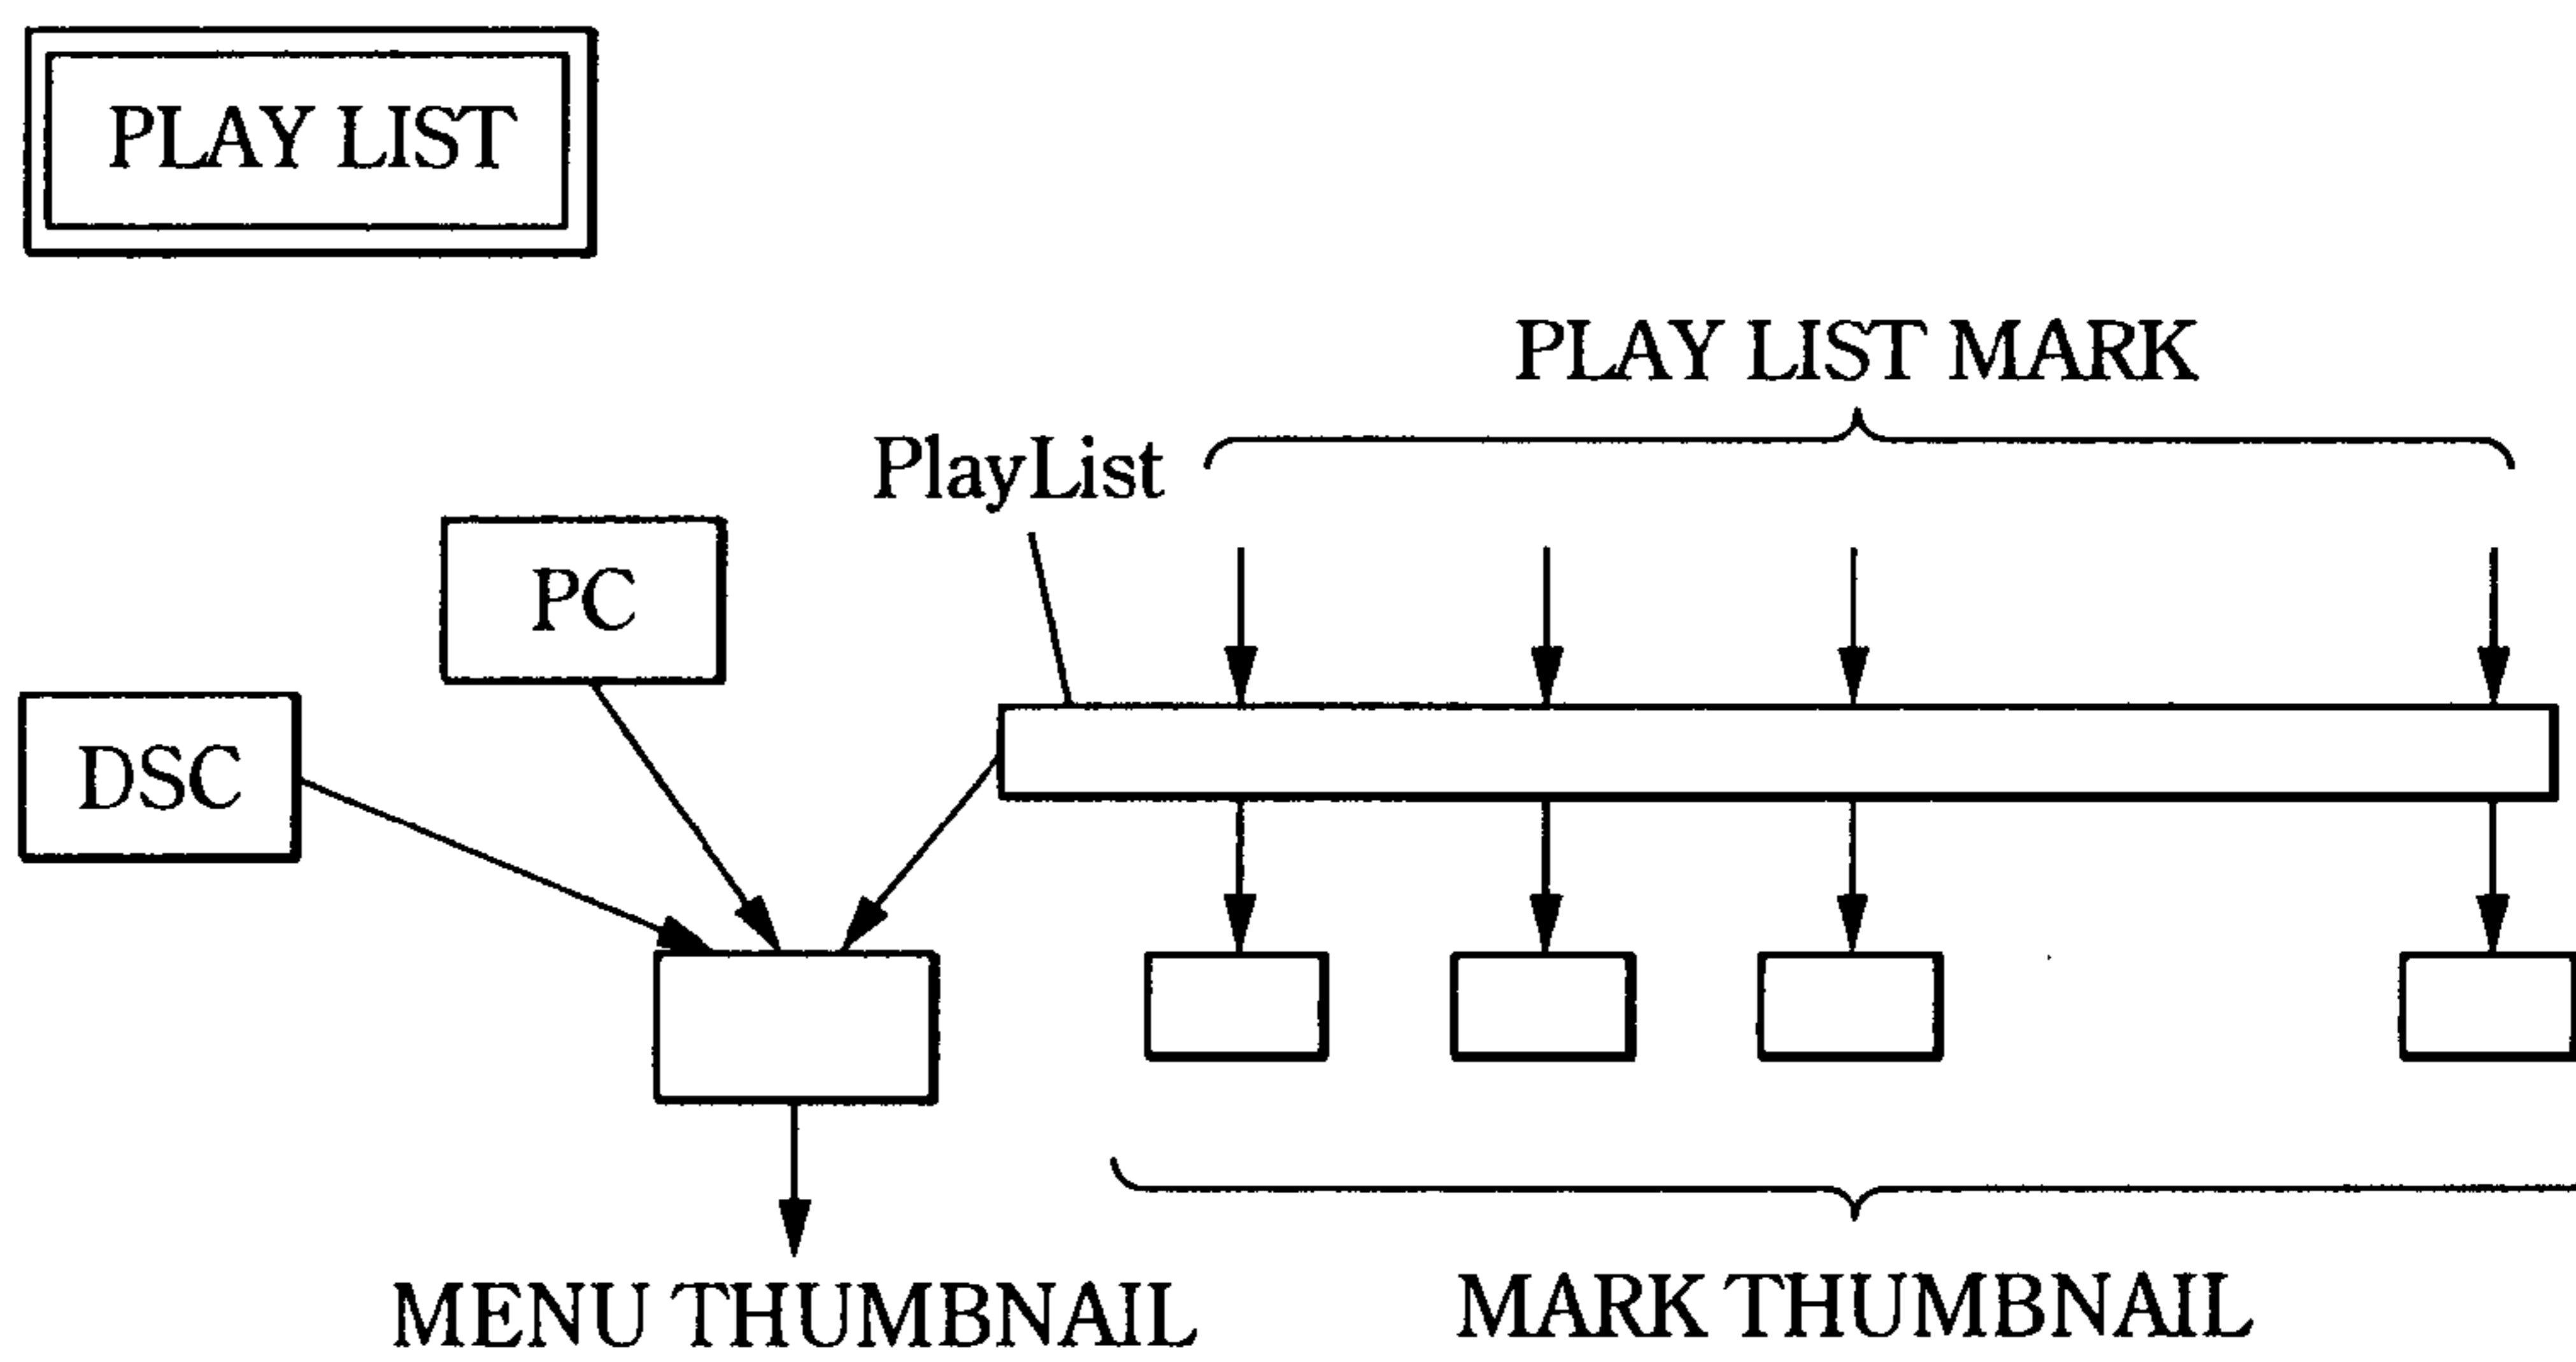 PLAY LIST
PLAY LIST MARK
PlayList
PC
DSC
MENU THUMBNAIL
MARK THUMBNAIL